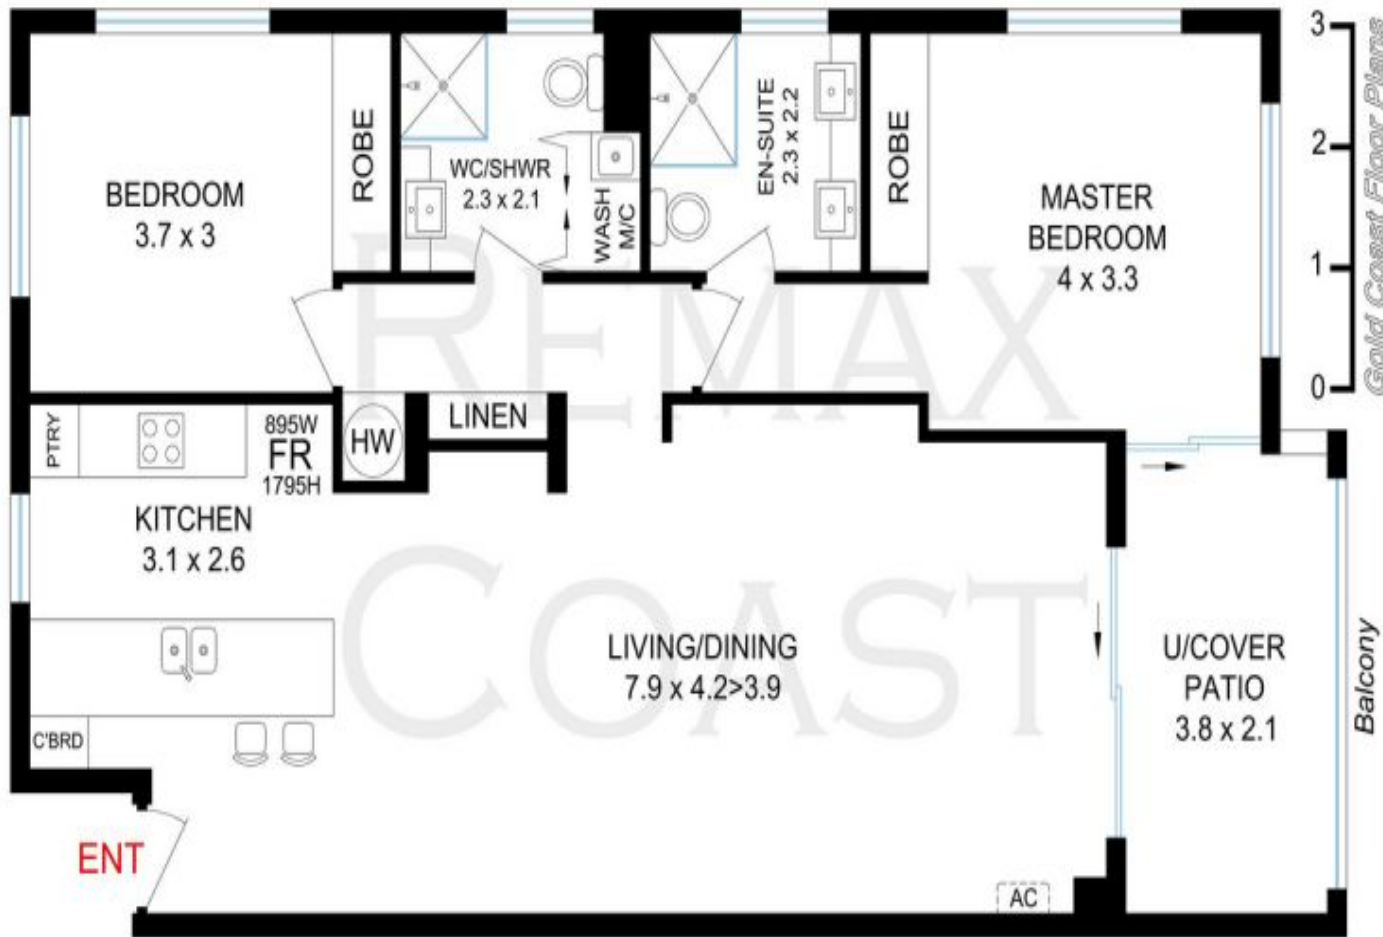 BEDROOM
3.7 x 3
ROBE
WC/SHWR
2.3 x 2.1
WASH
M/C
EN-SUITE
2.3 x 2.2
ROBE
MASTER
BEDROOM
4 x 3.3
3
2
1
0
Gold Coast Floor Plans
REMAX
COAST
PTRY
895W
FR
1795H
HW
LINEN
KITCHEN
3.1 x 2.6
LIVING/DINING
7.9 x 4.2>3.9
U/COVER
PATIO
3.8 x 2.1
Balcony
C'BRD
ENT
AC